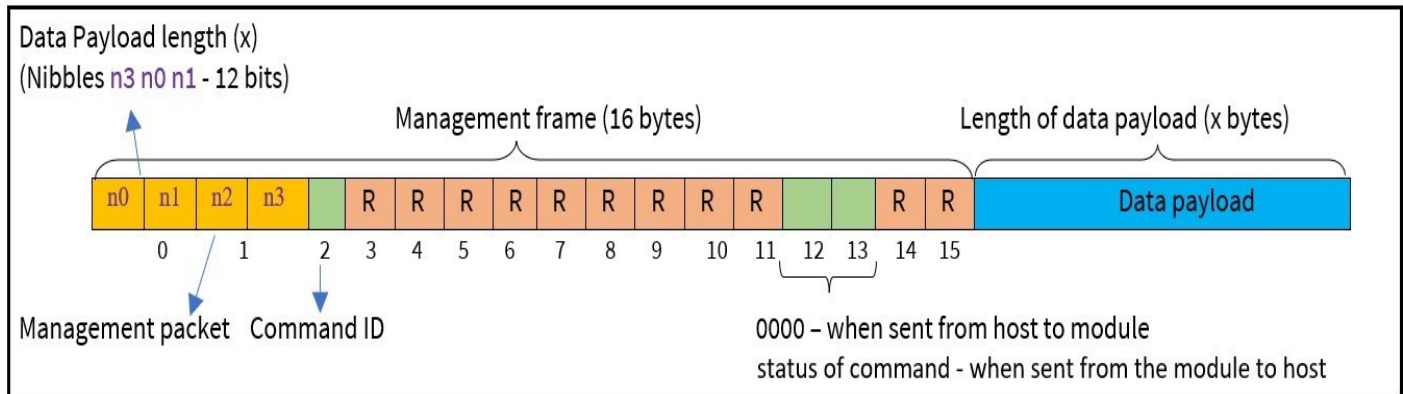 Data Payload length (x)
(Nibbles n3 n0 n1 - 12 bits)
Management frame (16 bytes)
Length of data payload (x bytes)
n0 n1 n2 n3 R R R R R R R R R R R Data payload
0 1 2 3 4 5 6 7 8 9 10 11 12 13 14 15
Management packet Command ID
0000 – when sent from host to module
status of command - when sent from the module to host